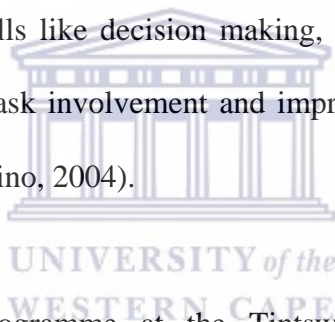 lls like decision making,
ask involvement and impr
ino, 2004).
UNIVERSITY of the
WESTERN CAPE
ogramme at the Tintsw